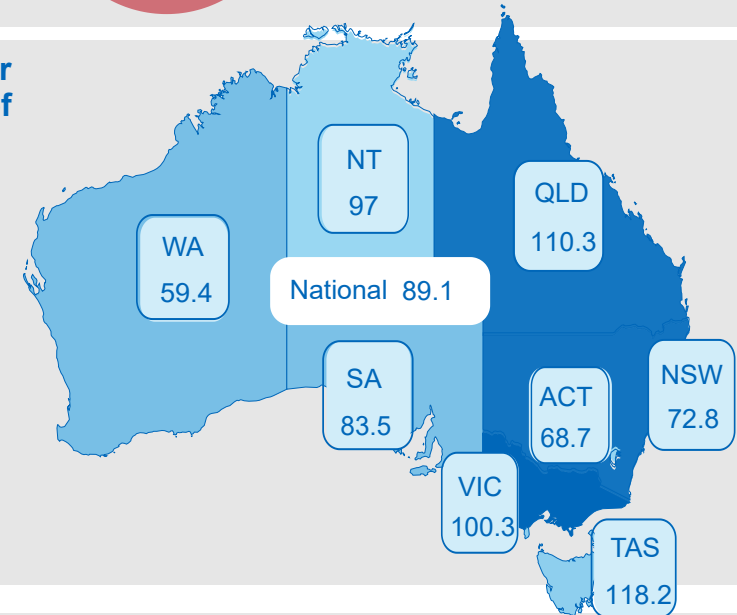 r
f
NT
97
QLD
110.3
WA
59.4
National 89.1
SA
83.5
ACT
68.7
NSW
72.8
VIC
100.3
TAS
118.2